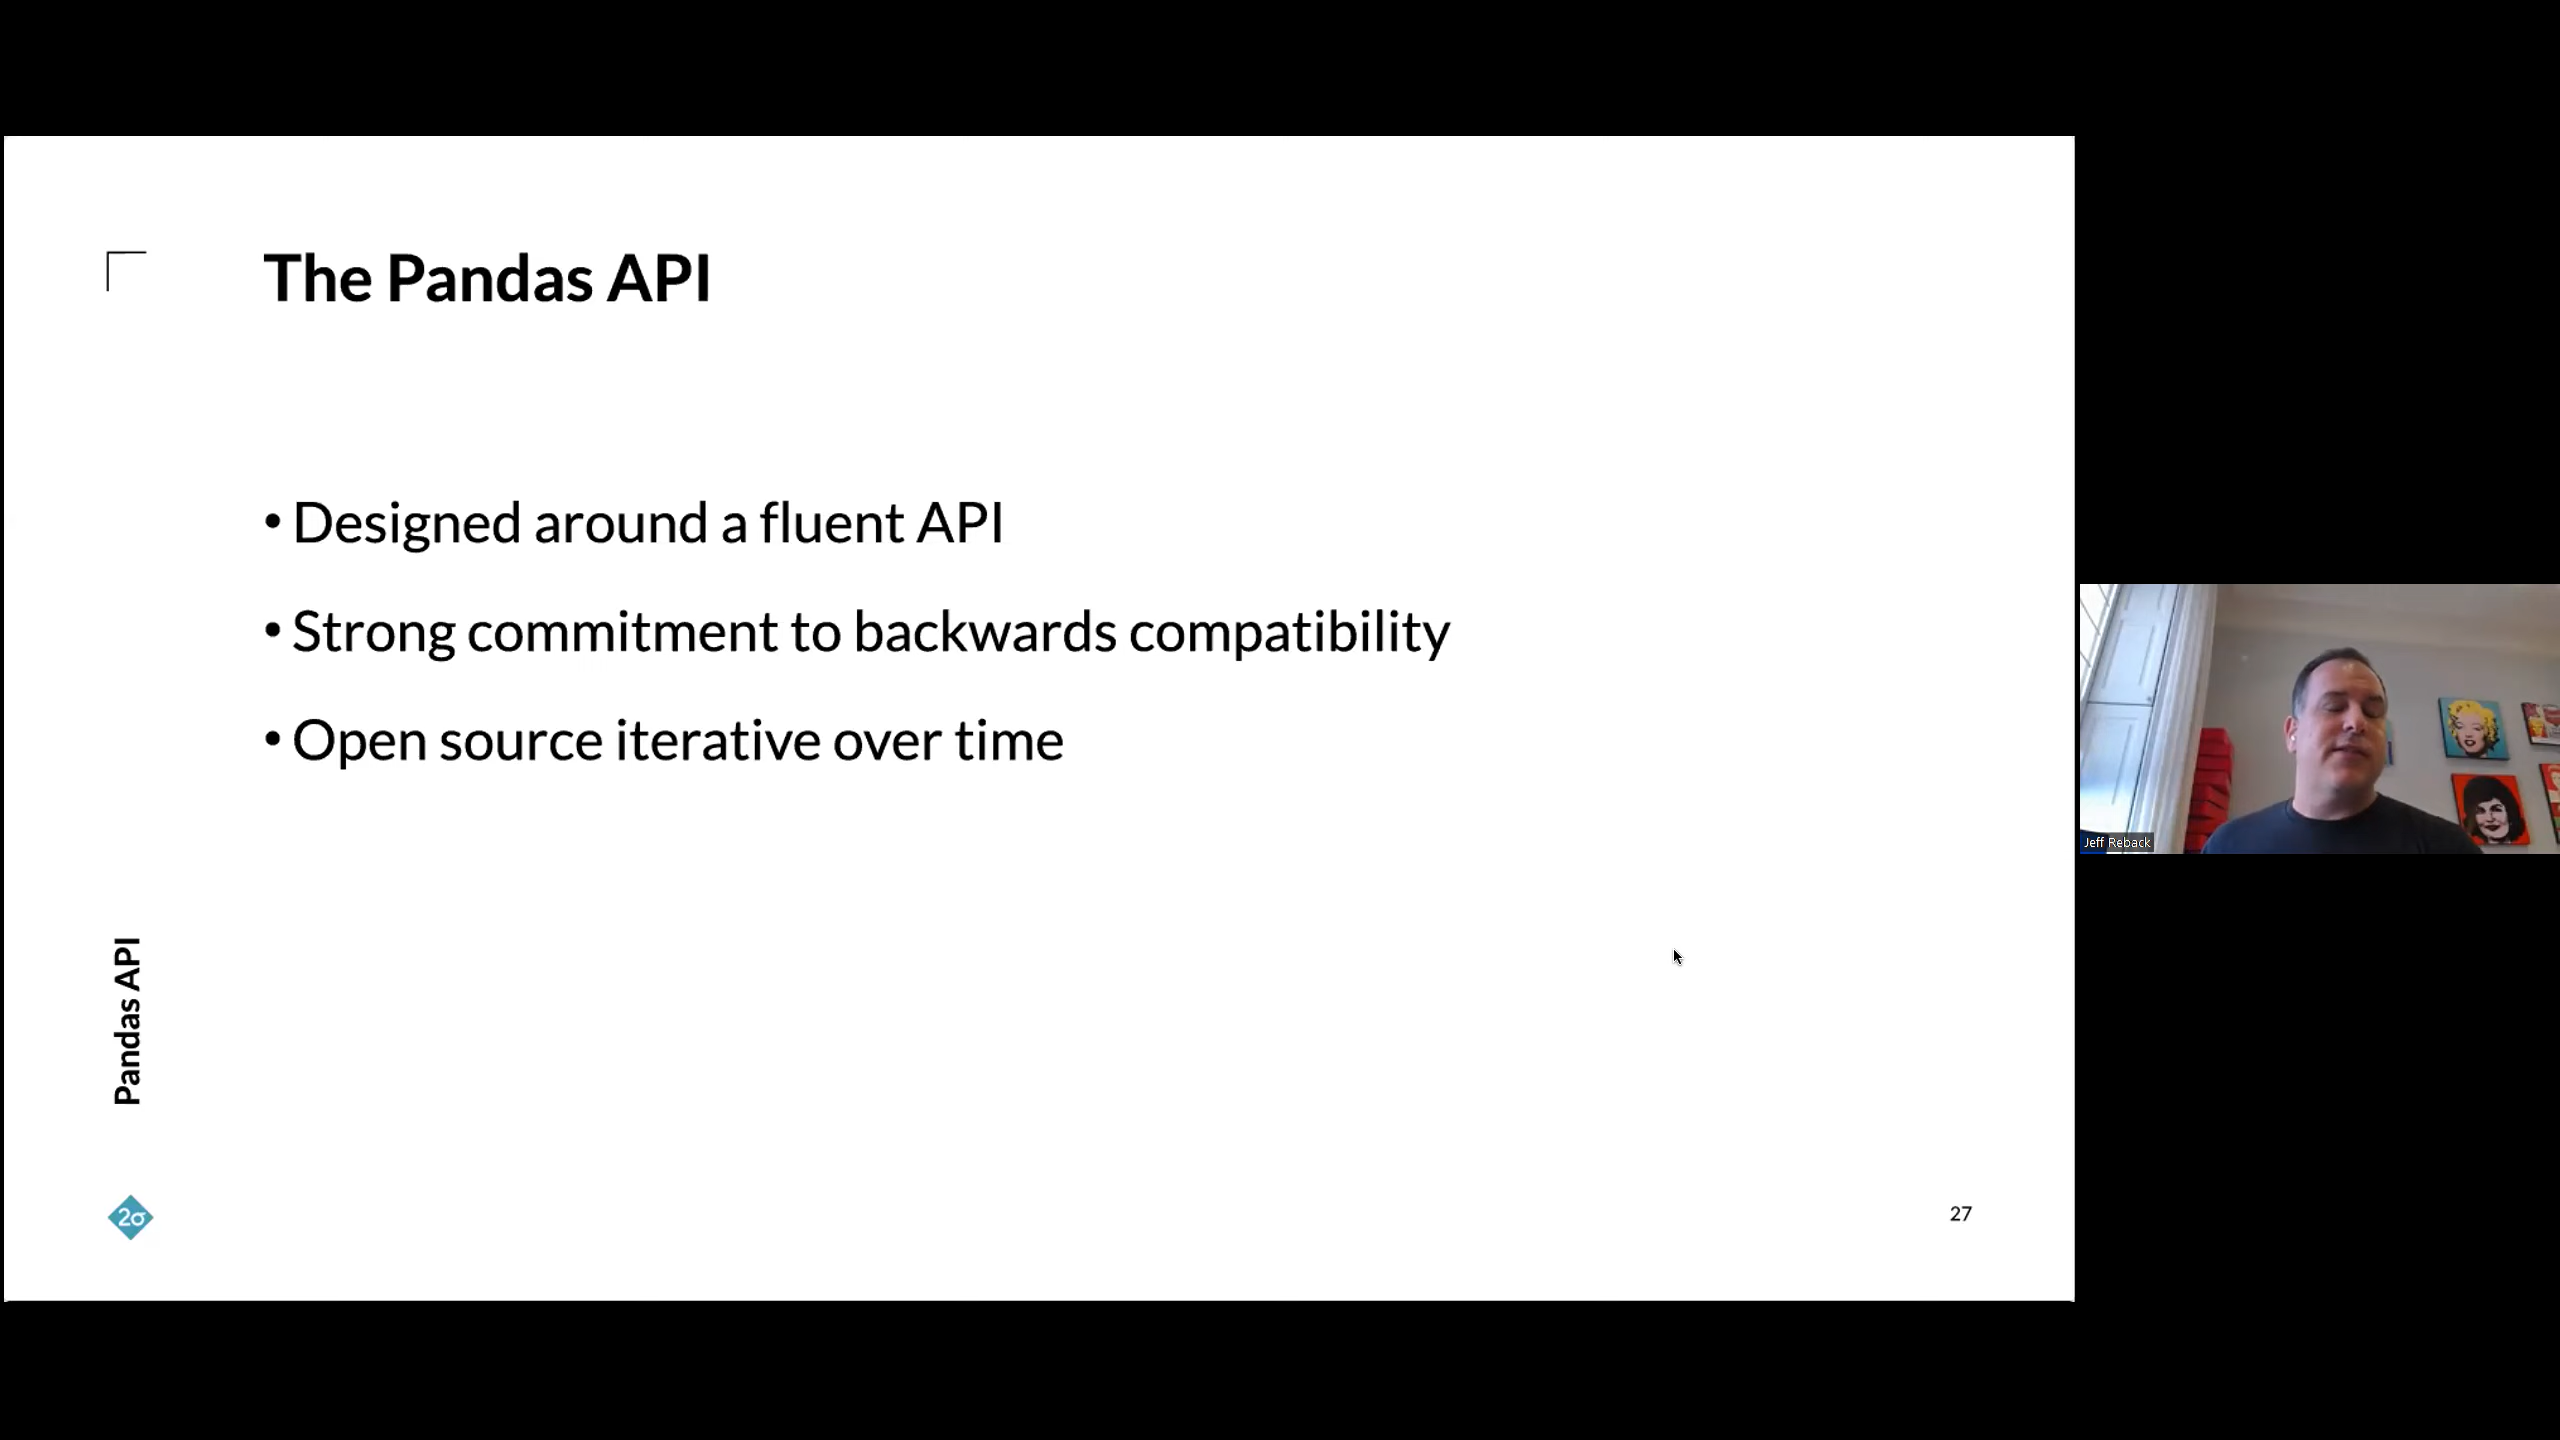 The Pandas API
• Designed around a fluent API
• Strong commitment to backwards compatibility
• Open source iterative over time
Pandas API
2σ
27
Jeff Reback